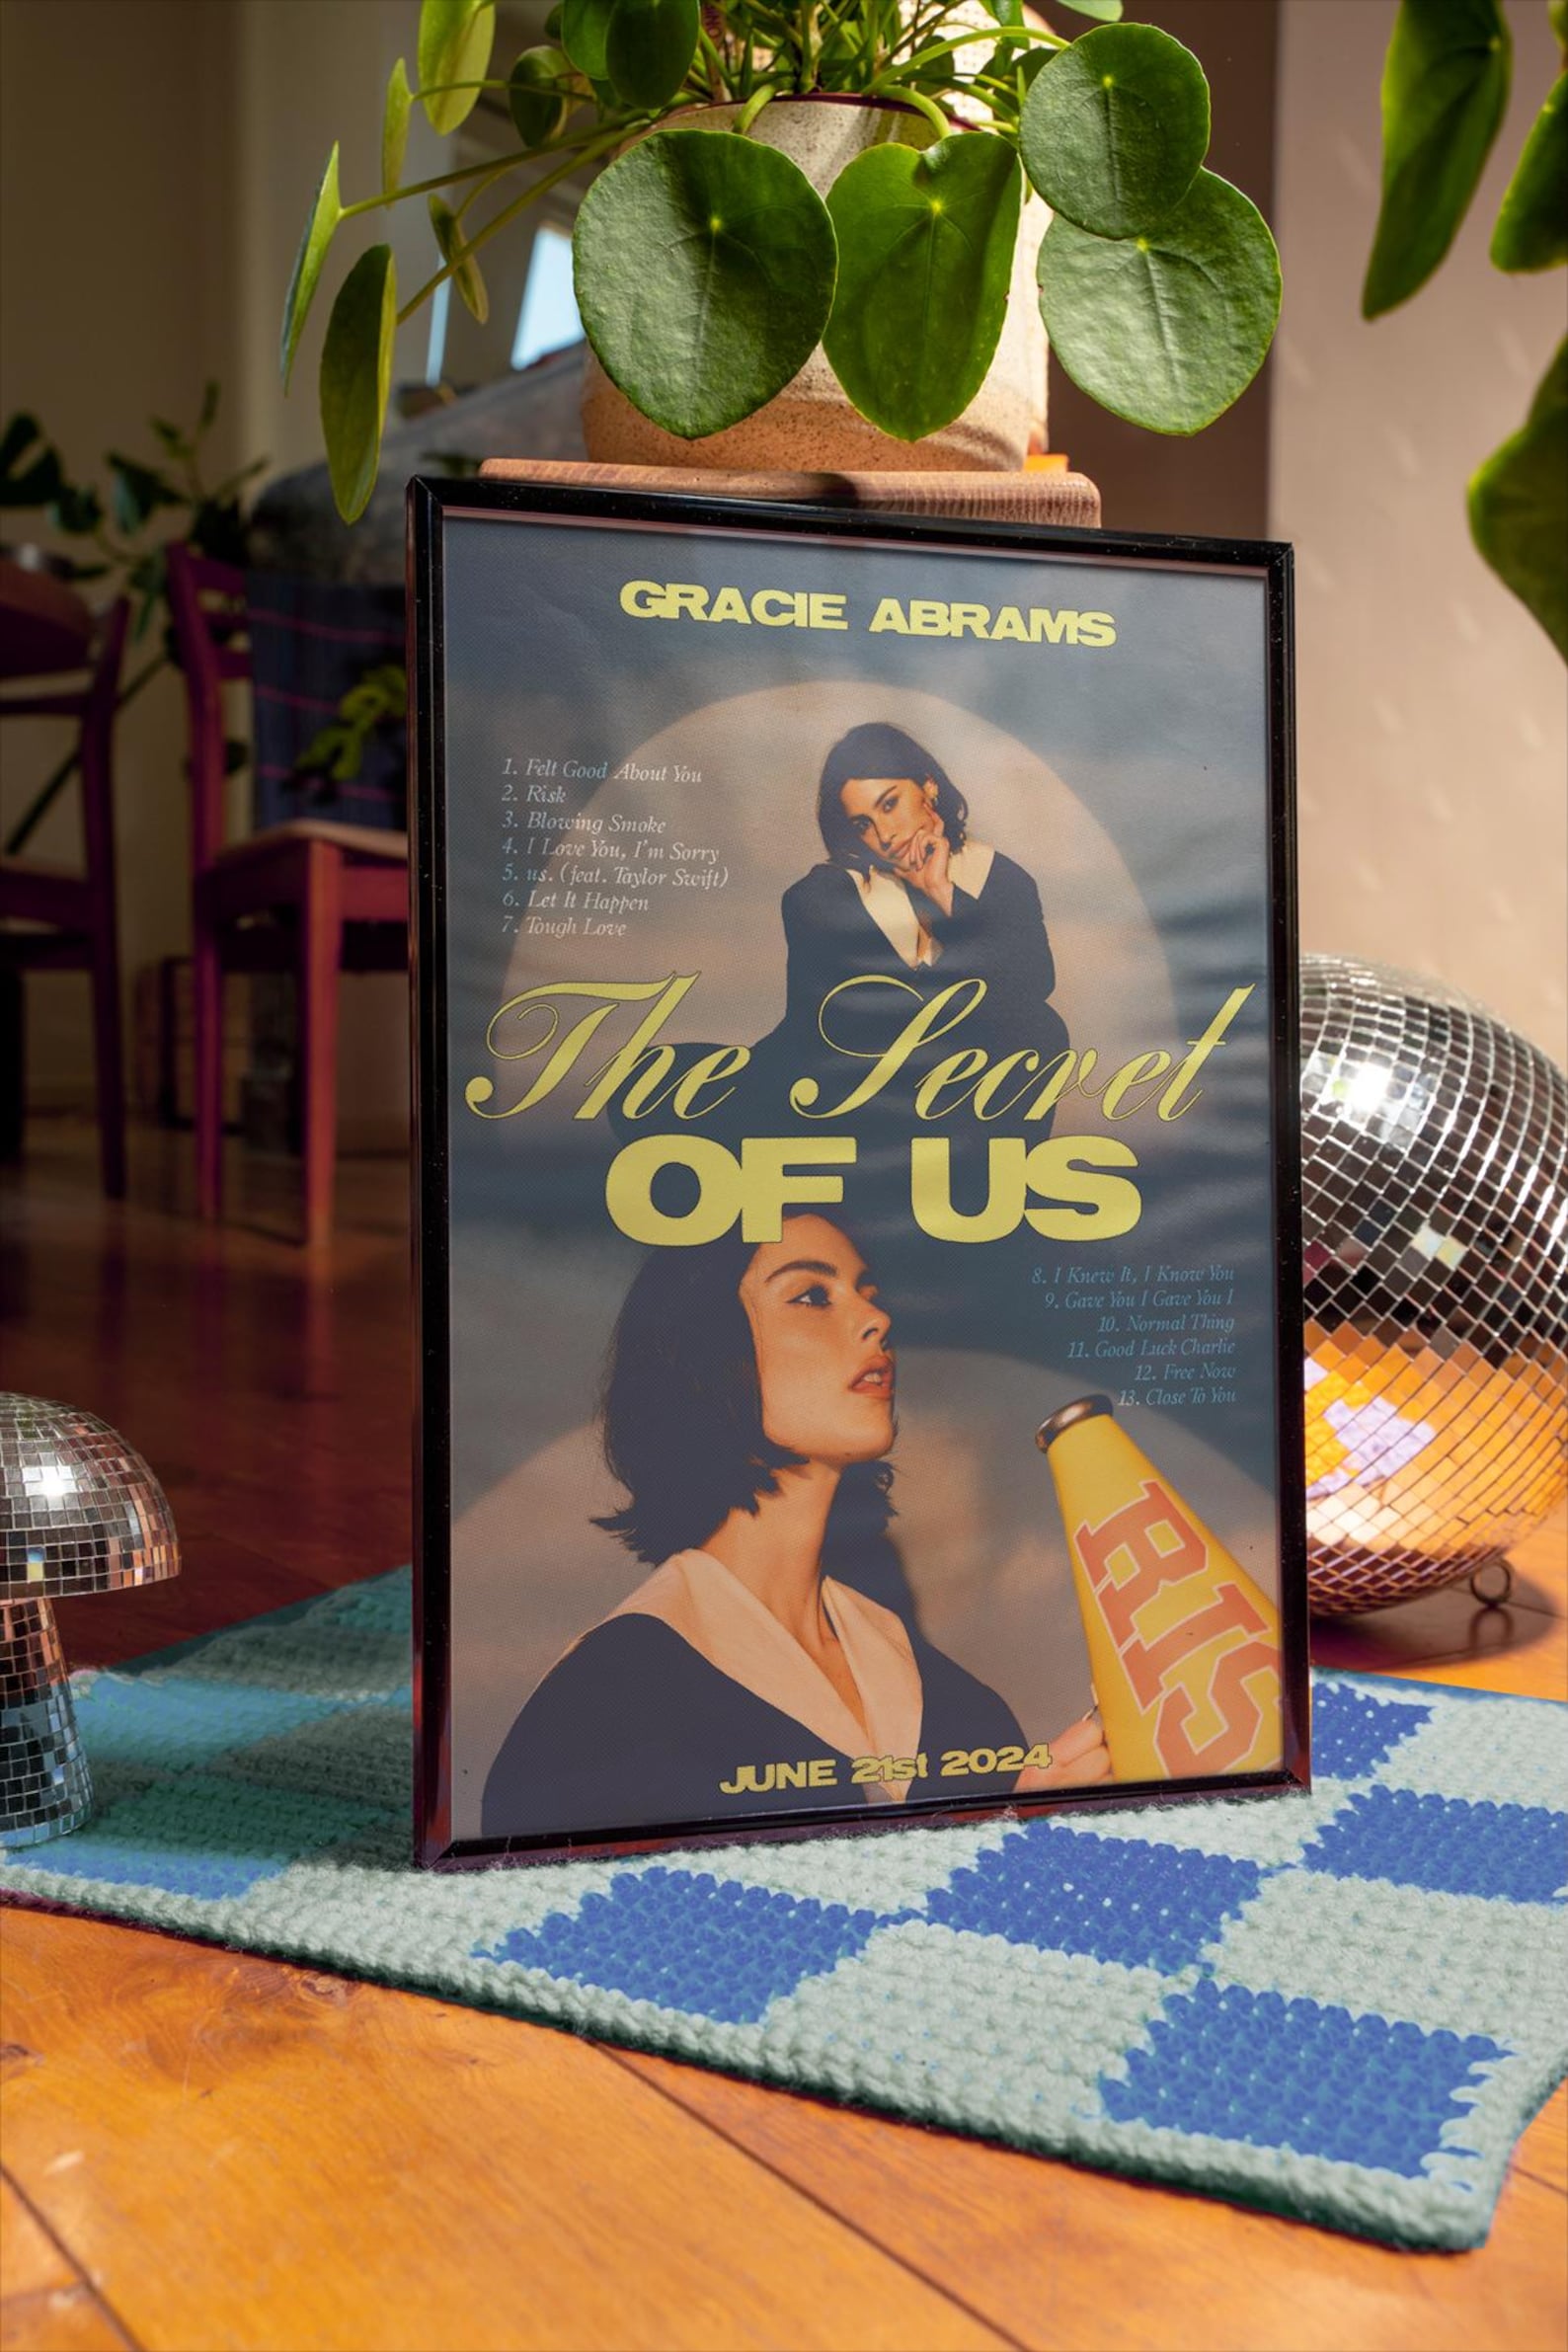 GRACIE ABRAMS
1. Felt Good About You
2. Risk
3. Blowing Smoke
4. I Love You, I'm Sorry
5. us. (feat. Taylor Swift)
6. Let It Happen
7. Tough Love
The Secret
OF US
8. I Knew It, I Know You
9. Gave You I Gave You I
10. Normal Thing
11. Good Luck Charlie
12. Free Now
13. Close To You
RIS
JUNE 21st 2024